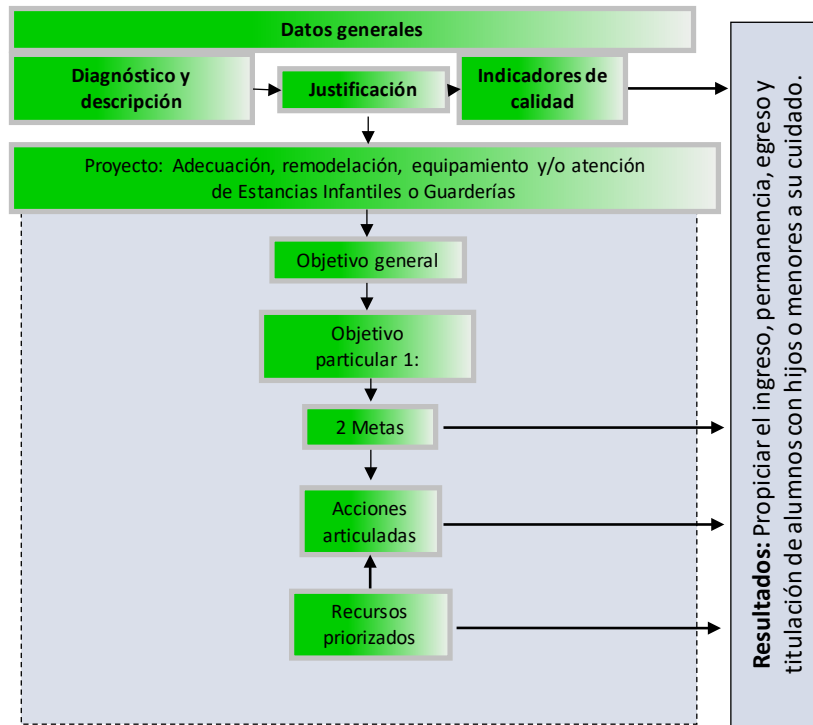 Datos generales
Diagnóstico y
descripción
Justificación
Indicadores de
calidad
Proyecto: Adecuación, remodelación, equipamiento y/o atención
de Estancias Infantiles o Guarderías
Objetivo general
Objetivo
particular 1:
2 Metas
Acciones
articuladas
Recursos
priorizados
Resultados: Propiciar el ingreso, permanencia, egreso y
titulación de alumnos con hijos o menores a su cuidado.